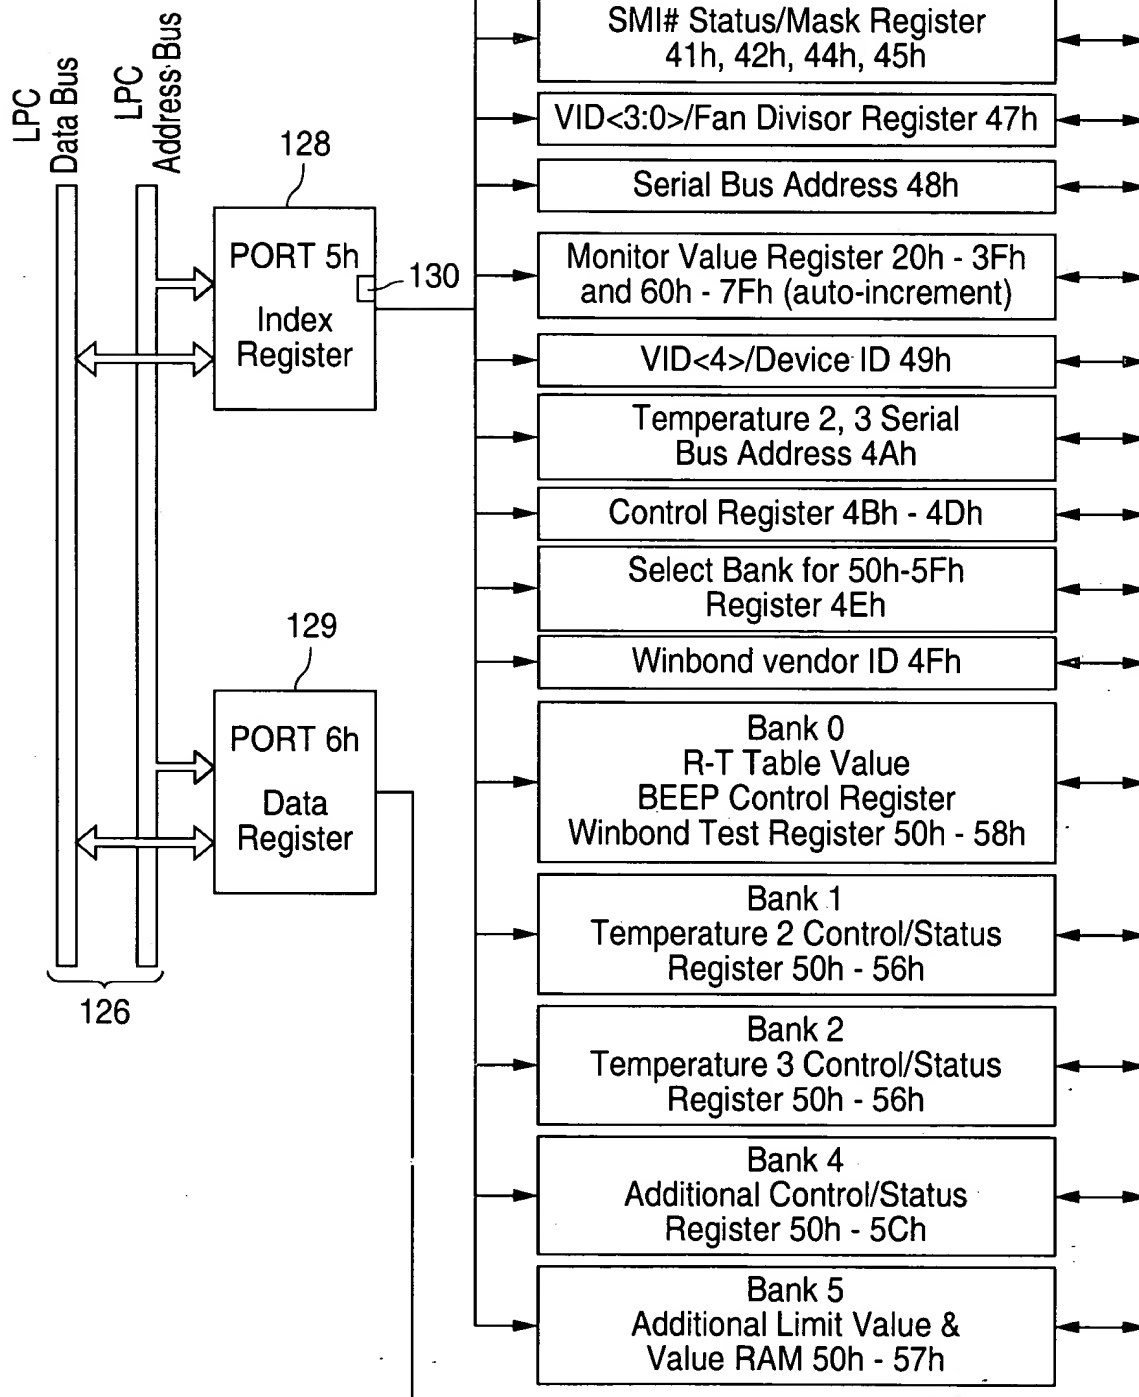 LPC
Data Bus
LPC
Address Bus
128
PORT 5h
130
Index
Register
129
PORT 6h
Data
Register
126
SMI# Status/Mask Register
41h, 42h, 44h, 45h
VID<3:0>/Fan Divisor Register 47h
Serial Bus Address 48h
Monitor Value Register 20h - 3Fh
and 60h - 7Fh (auto-increment)
VID<4>/Device ID 49h
Temperature 2, 3 Serial
Bus Address 4Ah
Control Register 4Bh - 4Dh
Select Bank for 50h-5Fh
Register 4Eh
Winbond vendor ID 4Fh
Bank 0
R-T Table Value
BEEP Control Register
Winbond Test Register 50h - 58h
Bank 1
Temperature 2 Control/Status
Register 50h - 56h
Bank 2
Temperature 3 Control/Status
Register 50h - 56h
Bank 4
Additional Control/Status
Register 50h - 5Ch
Bank 5
Additional Limit Value &
Value RAM 50h - 57h